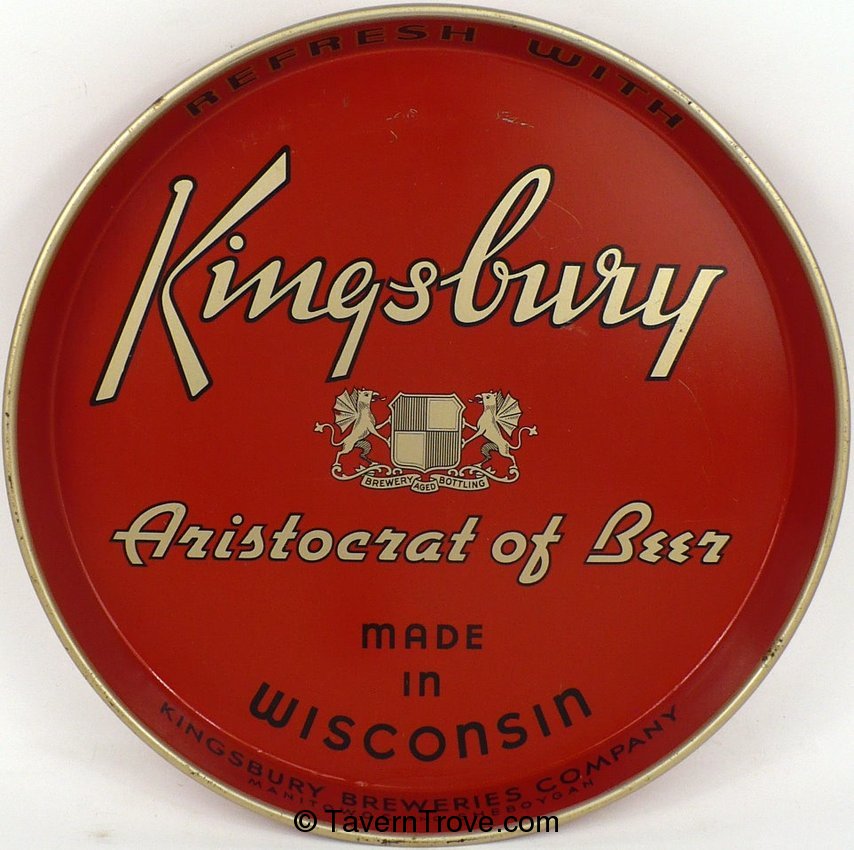 REFRESH WITH
Kingsbury
BREWERY AGED BOTTLING
Aristocrat of Beer
MADE
in
WISCONSIN
KINGSBURY BREWERIES COMPANY
© TavernTrove.com